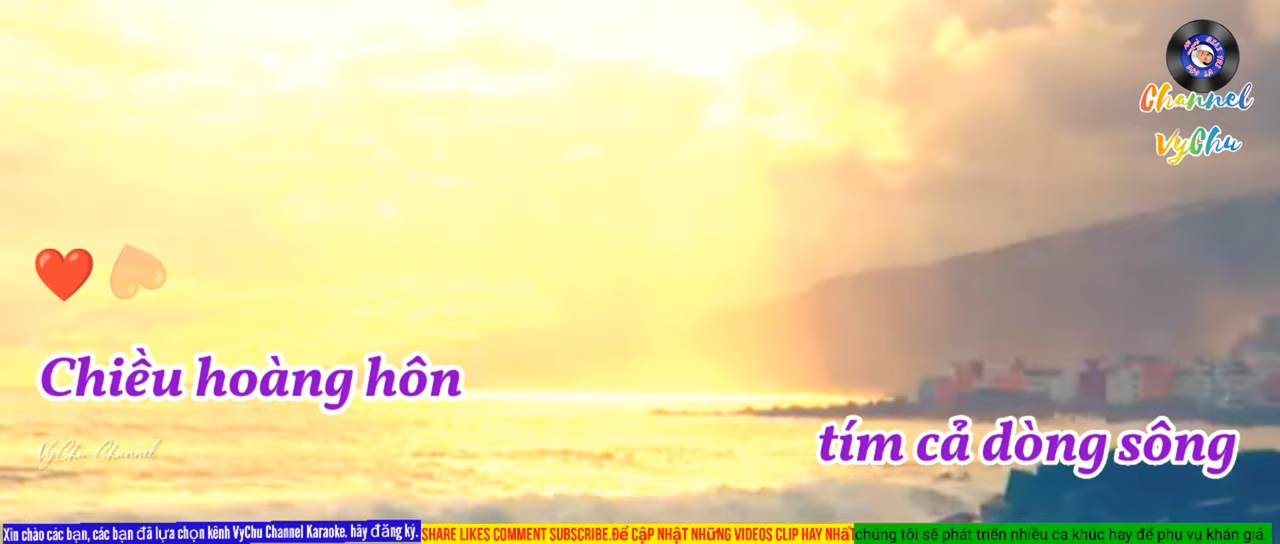 Channel
VyChu
Chiều hoàng hôn
tím cả dòng sông
VyChu Channel
Xin chào các bạn, các bạn đã lựa chọn kênh VyChu Channel Karaoke. hãy đăng ký. SHARE LIKES COMMENT SUBSCRIBE.Để CậP NhậT NhữNG VIDEOS CLIP HAY NHấT chúng tôi sẽ phát triển nhiều ca khúc hay để phụ vụ khán giả.